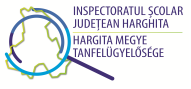 INSPECTORATUL ȘCOLAR
JUDEȚEAN HARGHITA
HARGITA MEGYE
TANFELÜGYELŐSÉGE